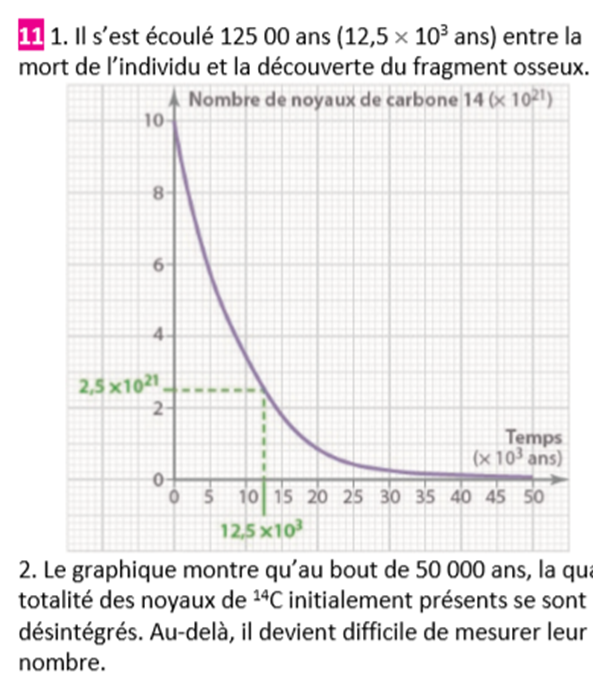 11 1. Il s’est écoulé 125 00 ans (12,5 × 10³ ans) entre la
mort de l’individu et la découverte du fragment osseux.
Nombre de noyaux de carbone 14 (× 10²¹)
10
8
6
4
2,5 ×10²¹
2
Temps
(× 10³ ans)
0
0 5 10 15 20 25 30 35 40 45 50
12,5 ×10³
2. Le graphique montre qu’au bout de 50 000 ans, la qua
totalité des noyaux de ¹⁴C initialement présents se sont
désintégrés. Au-delà, il devient difficile de mesurer leur
nombre.